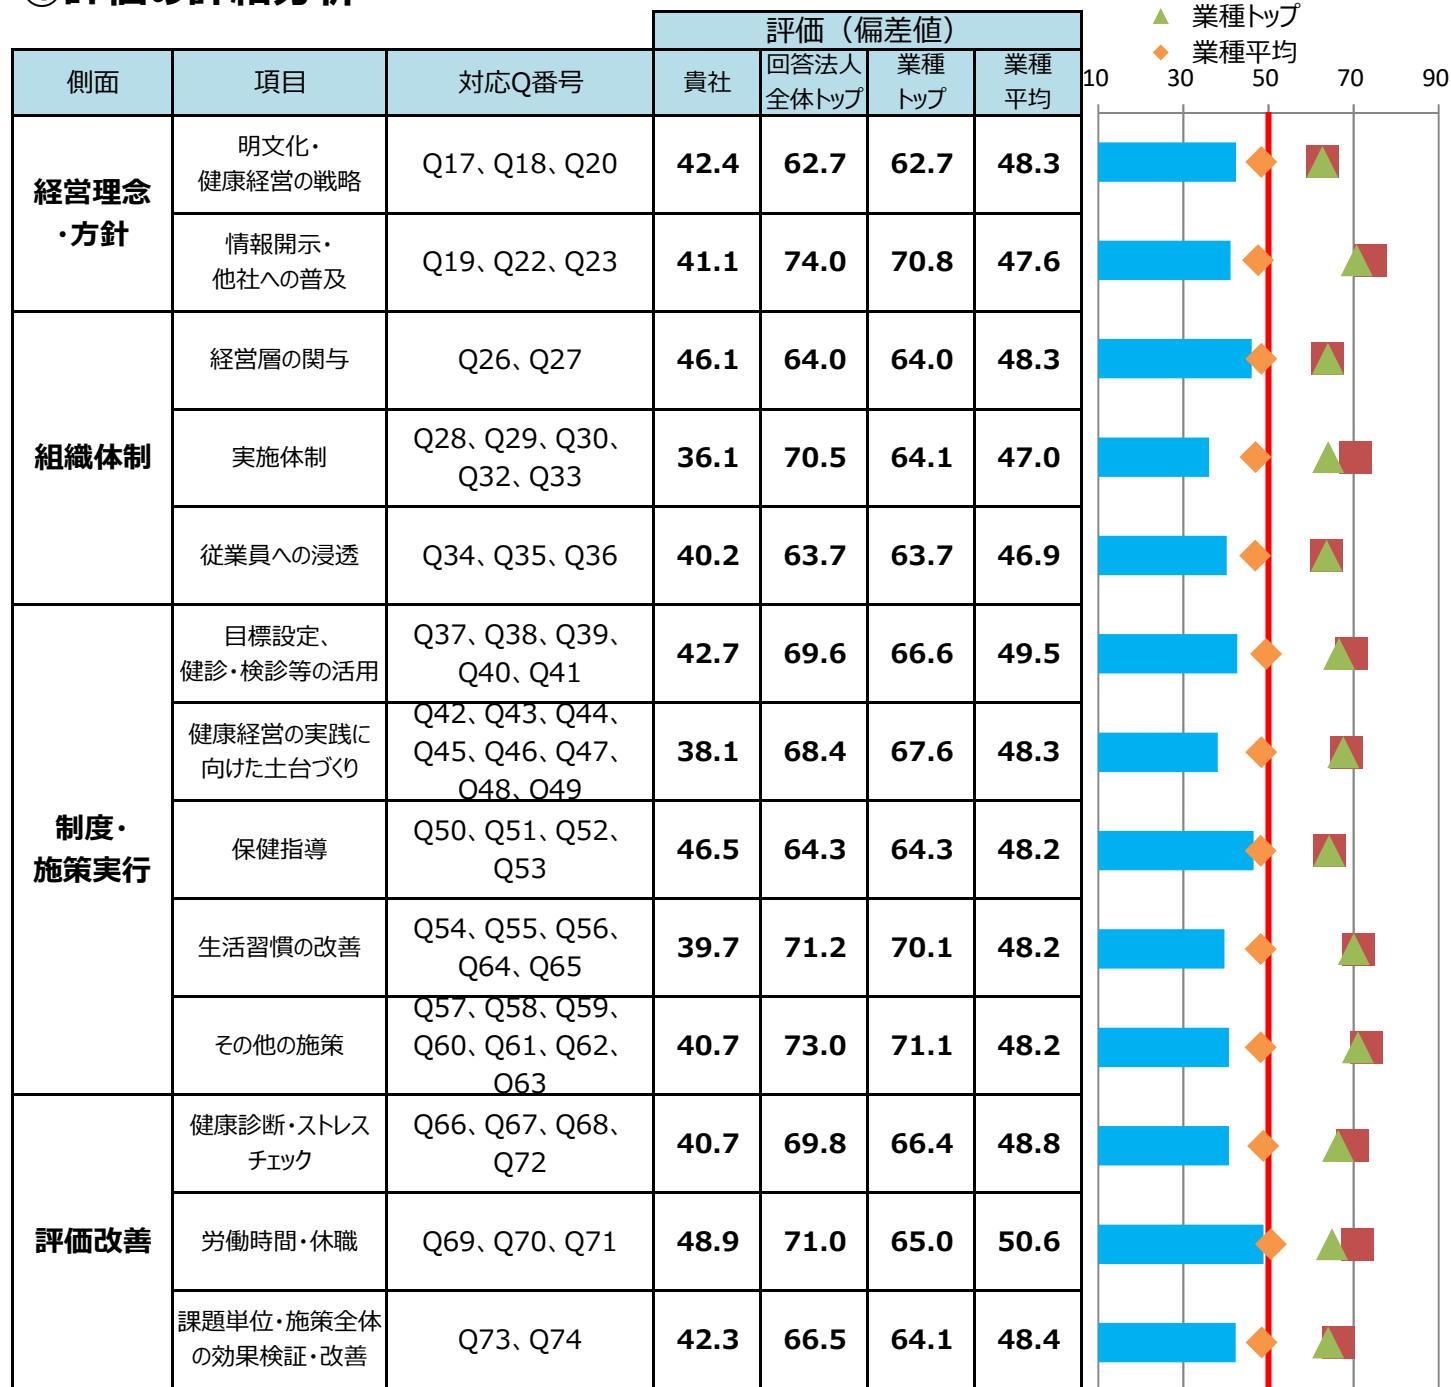 評価（偏差値）
▲ 業種トップ
◆ 業種平均
側面 項目 対応Q番号 貴社 回答法人 業種 業種
全体トップ トップ 平均
10 30 50 70 90
経営理念
・方針
明文化・
健康経営の戦略
Q17、Q18、Q20 42.4 62.7 62.7 48.3
情報開示・
他社への普及
Q19、Q22、Q23 41.1 74.0 70.8 47.6
組織体制
経営層の関与 Q26、Q27 46.1 64.0 64.0 48.3
実施体制
Q28、Q29、Q30、
Q32、Q33
36.1 70.5 64.1 47.0
従業員への浸透 Q34、Q35、Q36 40.2 63.7 63.7 46.9
制度・
施策実行
目標設定、
健診・検診等の活用
Q37、Q38、Q39、
Q40、Q41
42.7 69.6 66.6 49.5
健康経営の実践に
向けた土台づくり
Q42、Q43、Q44、
Q45、Q46、Q47、
Q48、Q49
38.1 68.4 67.6 48.3
保健指導
Q50、Q51、Q52、
Q53
46.5 64.3 64.3 48.2
生活習慣の改善
Q54、Q55、Q56、
Q64、Q65
39.7 71.2 70.1 48.2
その他の施策
Q57、Q58、Q59、
Q60、Q61、Q62、
Q63
40.7 73.0 71.1 48.2
評価改善
健康診断・ストレス
チェック
Q66、Q67、Q68、
Q72
40.7 69.8 66.4 48.8
労働時間・休職 Q69、Q70、Q71 48.9 71.0 65.0 50.6
課題単位・施策全体
の効果検証・改善
Q73、Q74 42.3 66.5 64.1 48.4